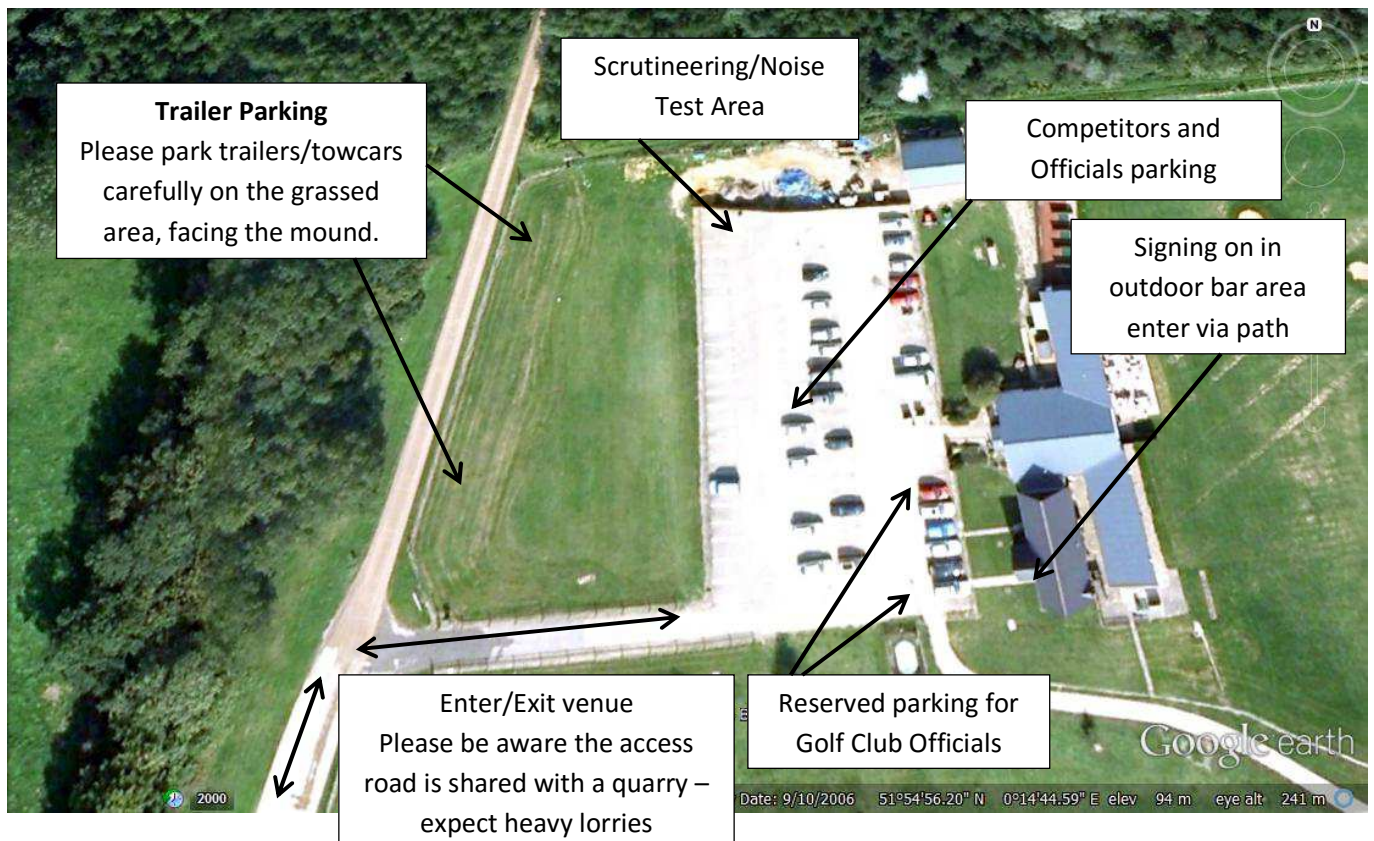 N
Scrutineering/Noise
Test Area
Trailer Parking
Please park trailers/towcars
carefully on the grassed
area, facing the mound.
Competitors and
Officials parking
Signing on in
outdoor bar area
enter via path
Enter/Exit venue
Please be aware the access
road is shared with a quarry –
expect heavy lorries
Reserved parking for
Golf Club Officials
Google earth
2000
Date: 9/10/2006 51°54'56.20" N 0°14'44.59" E elev 94 m eye alt 241 m